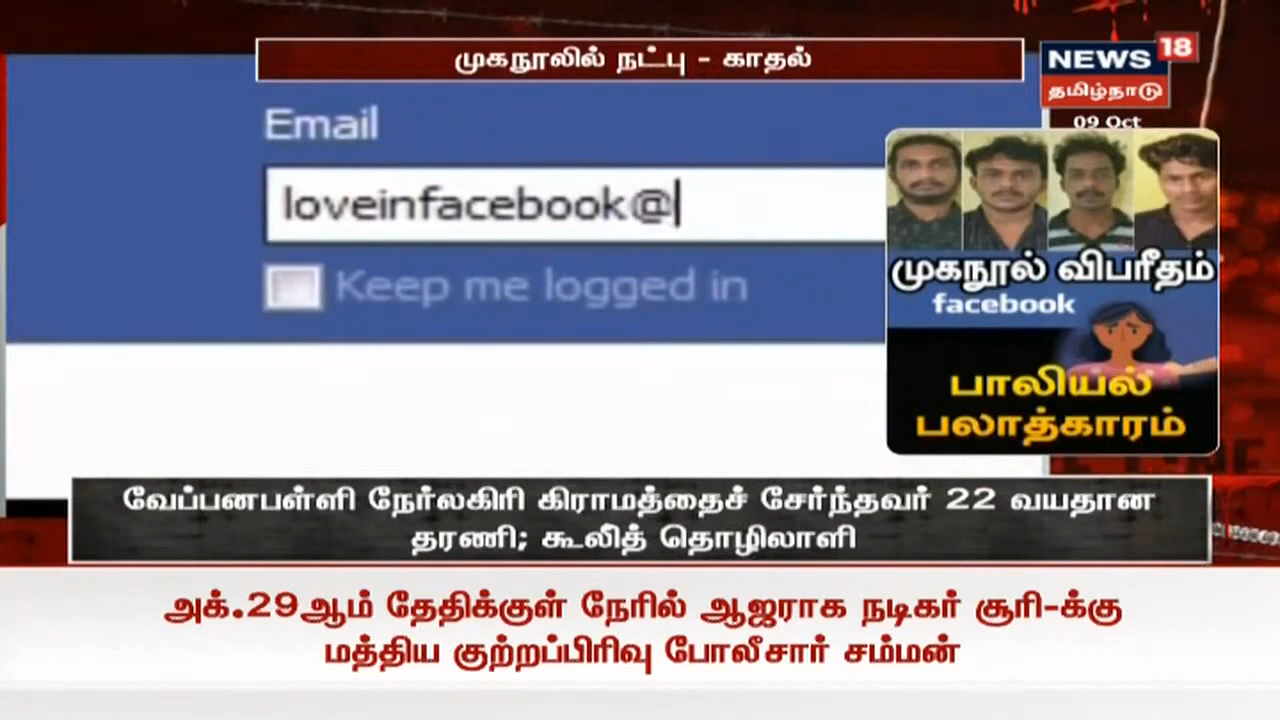 முகநூலில் நட்பு - காதல்
NEWS 18
தமிழ்நாடு
09 Oct
Email
loveinfacebook@
Keep me logged in
முகநூல் விபரீதம்
facebook
பாலியல்
பலாத்காரம்
வேப்பனபள்ளி நேர்லகிரி கிராமத்தைச் சேர்ந்தவர் 22 வயதான
தரணி; கூலித் தொழிலாளி
அக்.29ஆம் தேதிக்குள் நேரில் ஆஜராக நடிகர் சூரி-க்கு
மத்திய குற்றப்பிரிவு போலீசார் சம்மன்